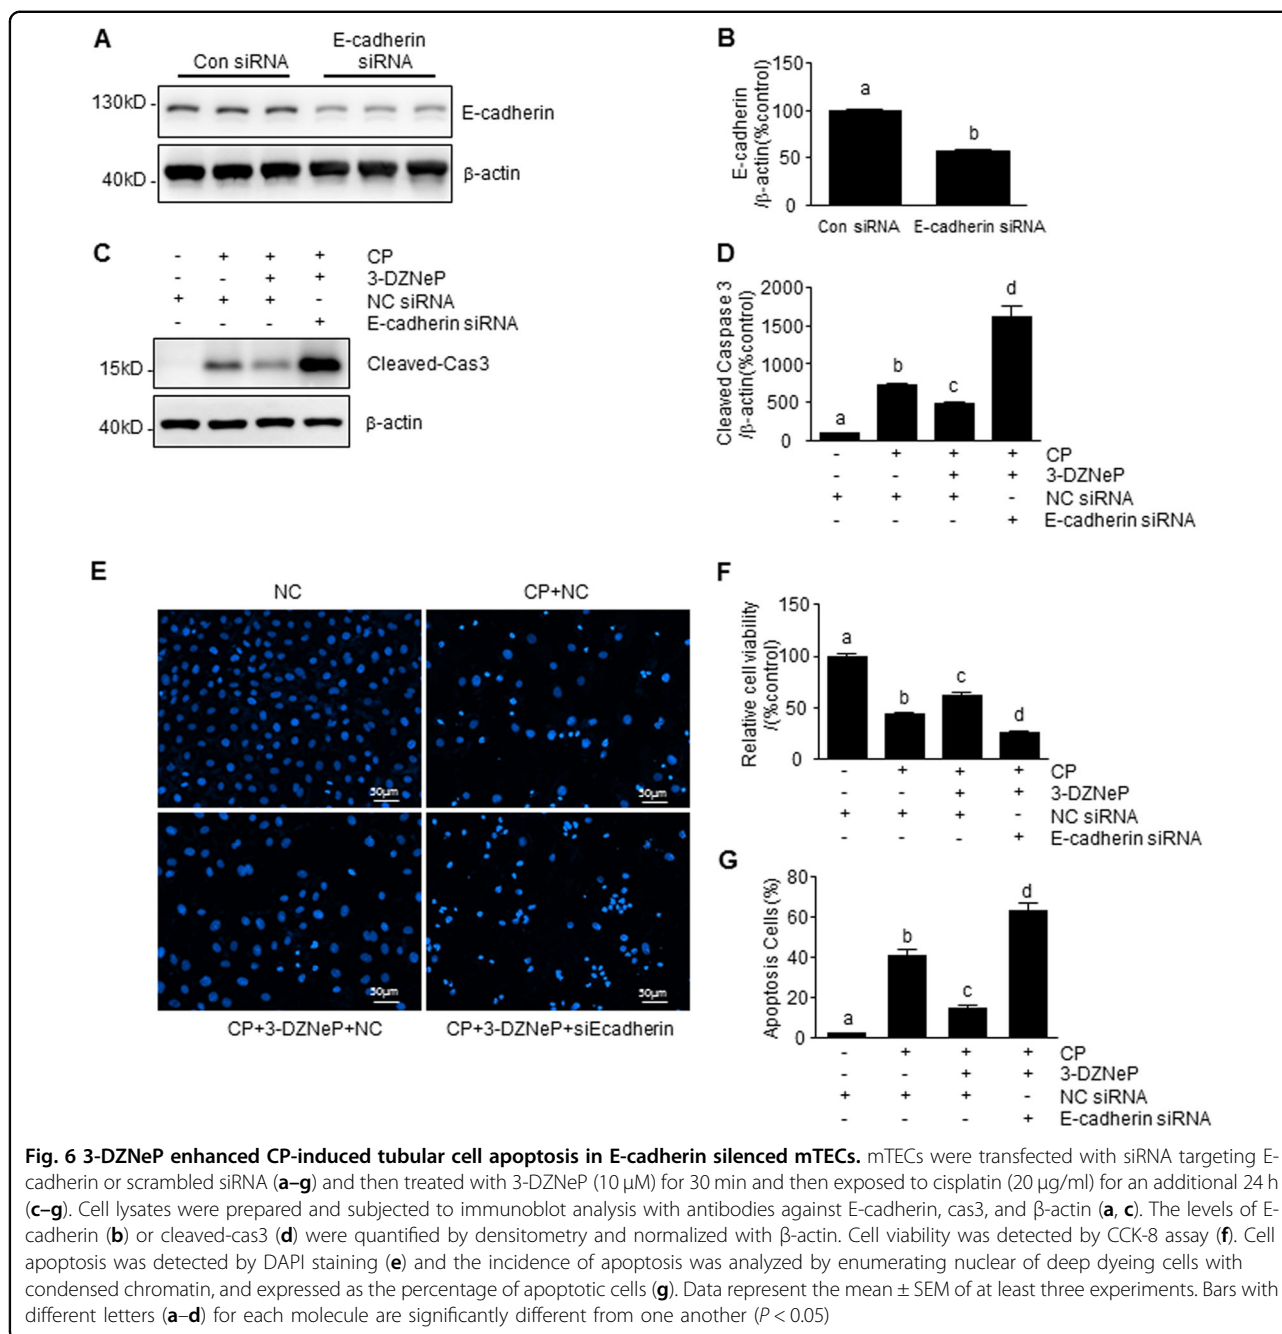 A
Con siRNA
E-cadherin
siRNA
130kD
E-cadherin
40kD
β-actin
B
E-cadherin
/β-actin(%control)
150
100
50
0
a
b
Con siRNA E-cadherin siRNA
C
- + + + CP
- - + + 3-DZNeP
+ + + - NC siRNA
- - - + E-cadherin siRNA
15kD
Cleaved-Cas3
40kD
β-actin
D
Cleaved Caspase 3
/β-actin(%control)
2000
1500
1000
500
0
a
b
c
d
- + + + CP
- - + + 3-DZNeP
+ + + - NC siRNA
- - - + E-cadherin siRNA
E
NC
CP+NC
50μm
50μm
50μm
50μm
CP+3-DZNeP+NC
CP+3-DZNeP+siEcadherin
F
Relative cell viability
/(%control)
150
100
50
0
a
b
c
d
- + + + CP
- - + + 3-DZNeP
+ + + - NC siRNA
- - - + E-cadherin siRNA
G
Apoptosis Cells(%)
80
60
40
20
0
a
b
c
d
- + + + CP
- - + + 3-DZNeP
+ + + - NC siRNA
- - - + E-cadherin siRNA
Fig. 6 3-DZNeP enhanced CP-induced tubular cell apoptosis in E-cadherin silenced mTECs. mTECs were transfected with siRNA targeting E-
cadherin or scrambled siRNA (a–g) and then treated with 3-DZNeP (10 μM) for 30 min and then exposed to cisplatin (20 μg/ml) for an additional 24 h
(c–g). Cell lysates were prepared and subjected to immunoblot analysis with antibodies against E-cadherin, cas3, and β-actin (a, c). The levels of E-
cadherin (b) or cleaved-cas3 (d) were quantified by densitometry and normalized with β-actin. Cell viability was detected by CCK-8 assay (f). Cell
apoptosis was detected by DAPI staining (e) and the incidence of apoptosis was analyzed by enumerating nuclear of deep dyeing cells with
condensed chromatin, and expressed as the percentage of apoptotic cells (g). Data represent the mean ± SEM of at least three experiments. Bars with
different letters (a–d) for each molecule are significantly different from one another (P < 0.05)